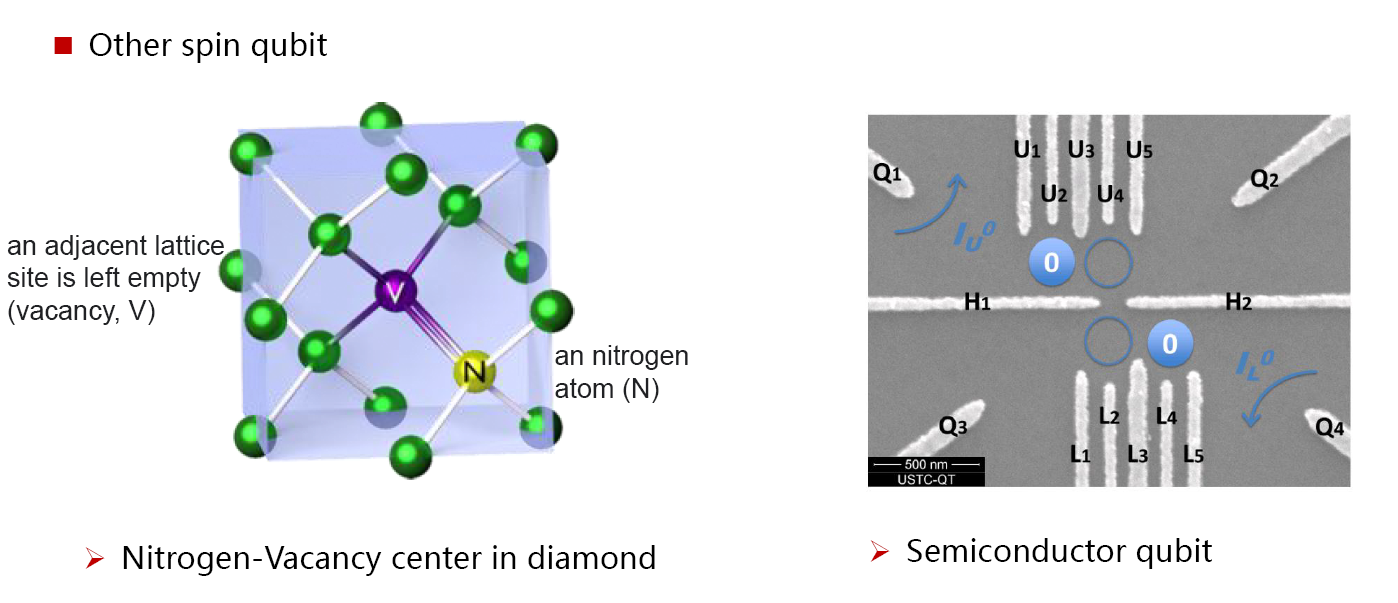 Other spin qubit
an adjacent lattice
site is left empty
(vacancy, V)
V
N
an nitrogen
atom (N)
Nitrogen-Vacancy center in diamond
U1 U3 U5
Q1 Q2
U2 U4
IU0
0
H1 H2
0
IL0
L2 L4
Q3 Q4
L1 L3 L5
500 nm
USTC-QT
Semiconductor qubit